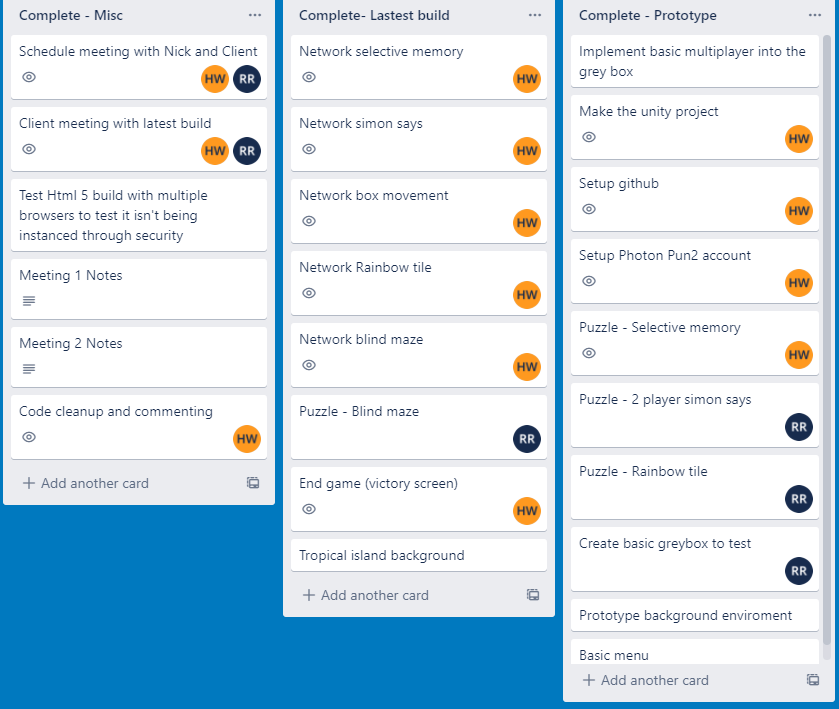 Complete - Misc
Schedule meeting with Nick and Client
HW RR
Client meeting with latest build
HW RR
Test Html 5 build with multiple
browsers to test it isn't being
instanced through security
Meeting 1 Notes
Meeting 2 Notes
Code cleanup and commenting
HW
Add another card
Complete- Lastest build
Network selective memory
HW
Network simon says
HW
Network box movement
HW
Network Rainbow tile
HW
Network blind maze
HW
Puzzle - Blind maze
RR
End game (victory screen)
HW
Tropical island background
Add another card
Complete - Prototype
Implement basic multiplayer into the
grey box
Make the unity project
HW
Setup github
HW
Setup Photon Pun2 account
HW
Puzzle - Selective memory
HW
Puzzle - 2 player simon says
RR
Puzzle - Rainbow tile
RR
Create basic greybox to test
RR
Prototype background enviroment
Basic menu
Add another card